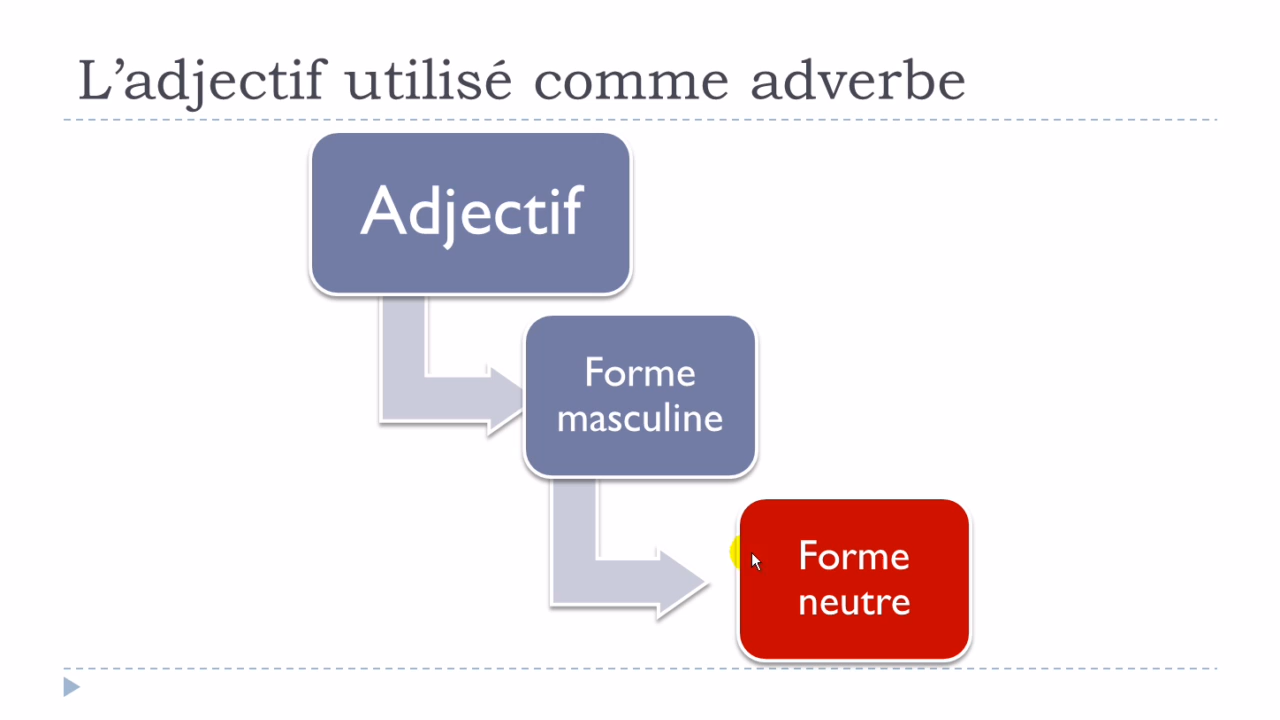 L’adjectif utilisé comme adverbe
Adjectif
Forme
masculine
Forme
neutre